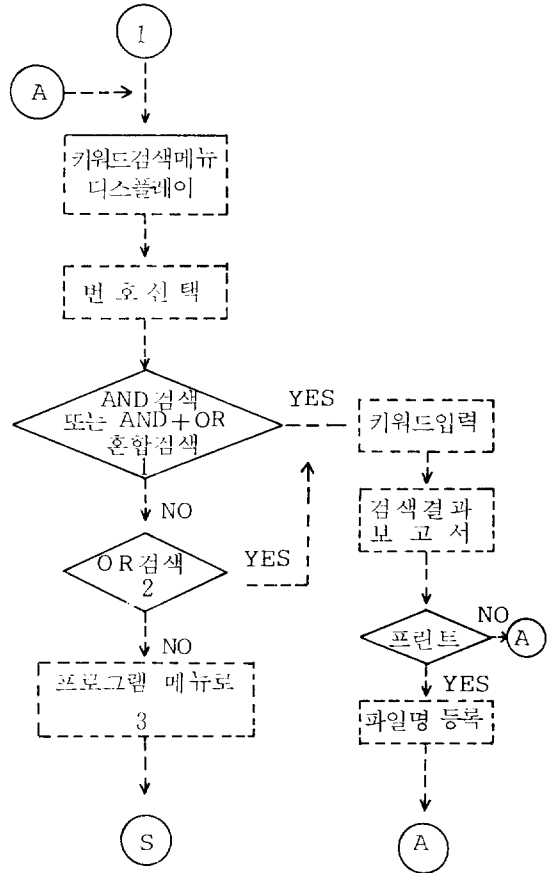 1
A
키워드검색메뉴
디스플레이
번호선택
AND검색
또는 AND+OR
혼합검색
1
YES
키워드입력
NO
검색결과
보고서
OR검색
2
YES
프린트
NO
A
NO
YES
프로그램 메뉴로
3
파일명 등록
S
A